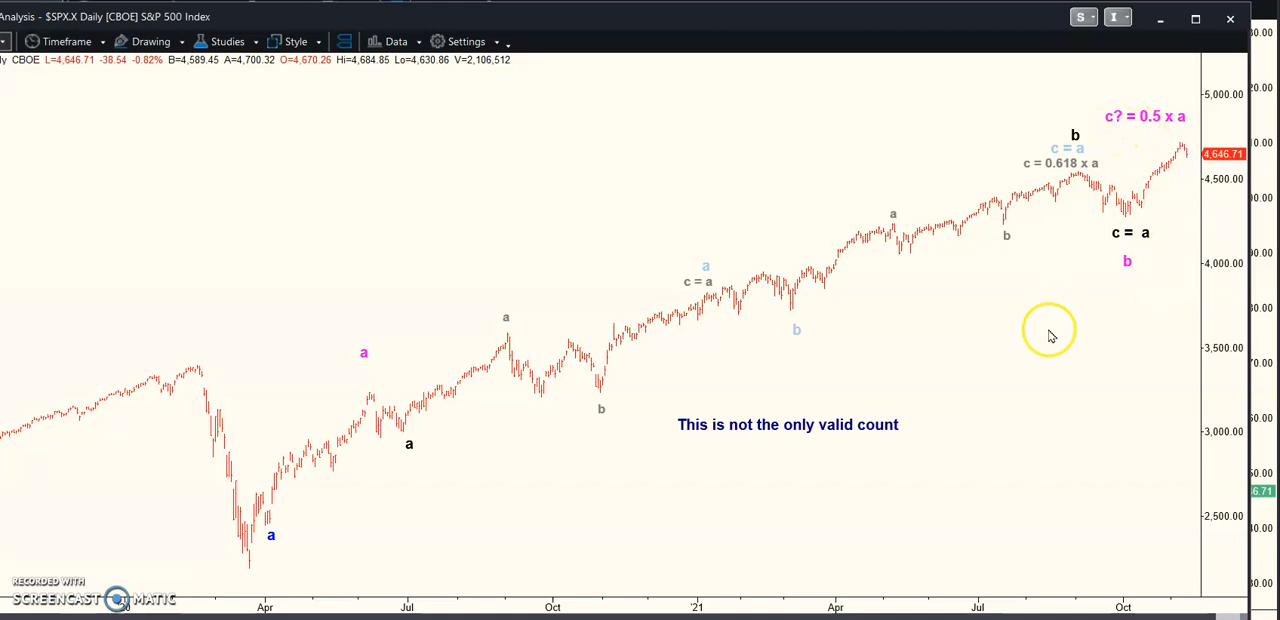 Analysis - $SPX.X Daily [CBOE] S&P 500 Index
S
I
Timeframe Drawing Studies Style Data Settings
CBOE L=4,646.71 -38.54 -0.82% B=4,589.45 A=4,700.32 O=4,670.26 Hi=4,684.85 Lo=4,630.86 V=2,106,512
5,000.00
c? = 0.5 x a
b
c = a
c = 0.618 x a
4,646.71
4,500.00
a
b
c = a
b
4,000.00
a
c = a
b
a
3,500.00
a
b
This is not the only valid count
3,000.00
a
2,500.00
a
6.71
RECORDED WITH
SCREENCAST MATIC
Apr Jul Oct '21 Apr Jul Oct